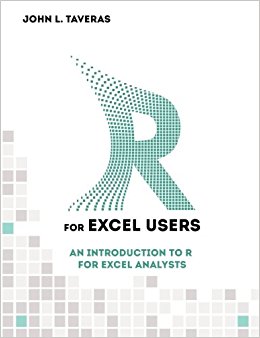 JOHN L. TAVERAS
R
FOR EXCEL USERS
AN INTRODUCTION TO R
FOR EXCEL ANALYSTS